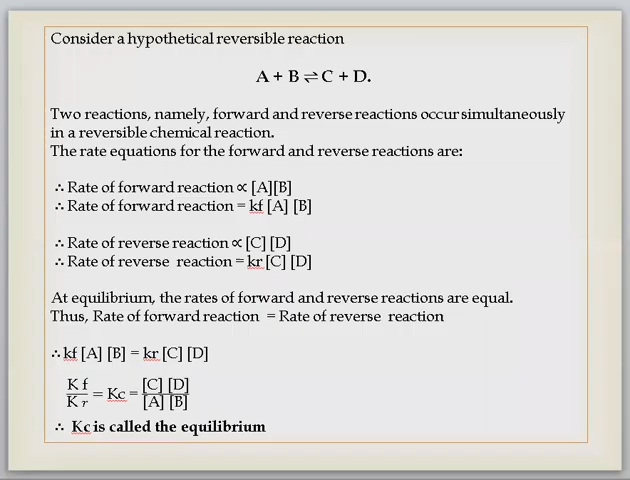 Consider a hypothetical reversible reaction
A + B ⇌ C + D.
Two reactions, namely, forward and reverse reactions occur simultaneously
in a reversible chemical reaction.
The rate equations for the forward and reverse reactions are:
∴ Rate of forward reaction ∝ [A][B]
∴ Rate of forward reaction = kf [A] [B]
∴ Rate of reverse reaction ∝ [C] [D]
∴ Rate of reverse reaction = kr [C] [D]
At equilibrium, the rates of forward and reverse reactions are equal.
Thus, Rate of forward reaction = Rate of reverse reaction
∴ kf [A] [B] = kr [C] [D]
K f / K r = Kc = [C] [D] / [A] [B]
∴ Kc is called the equilibrium